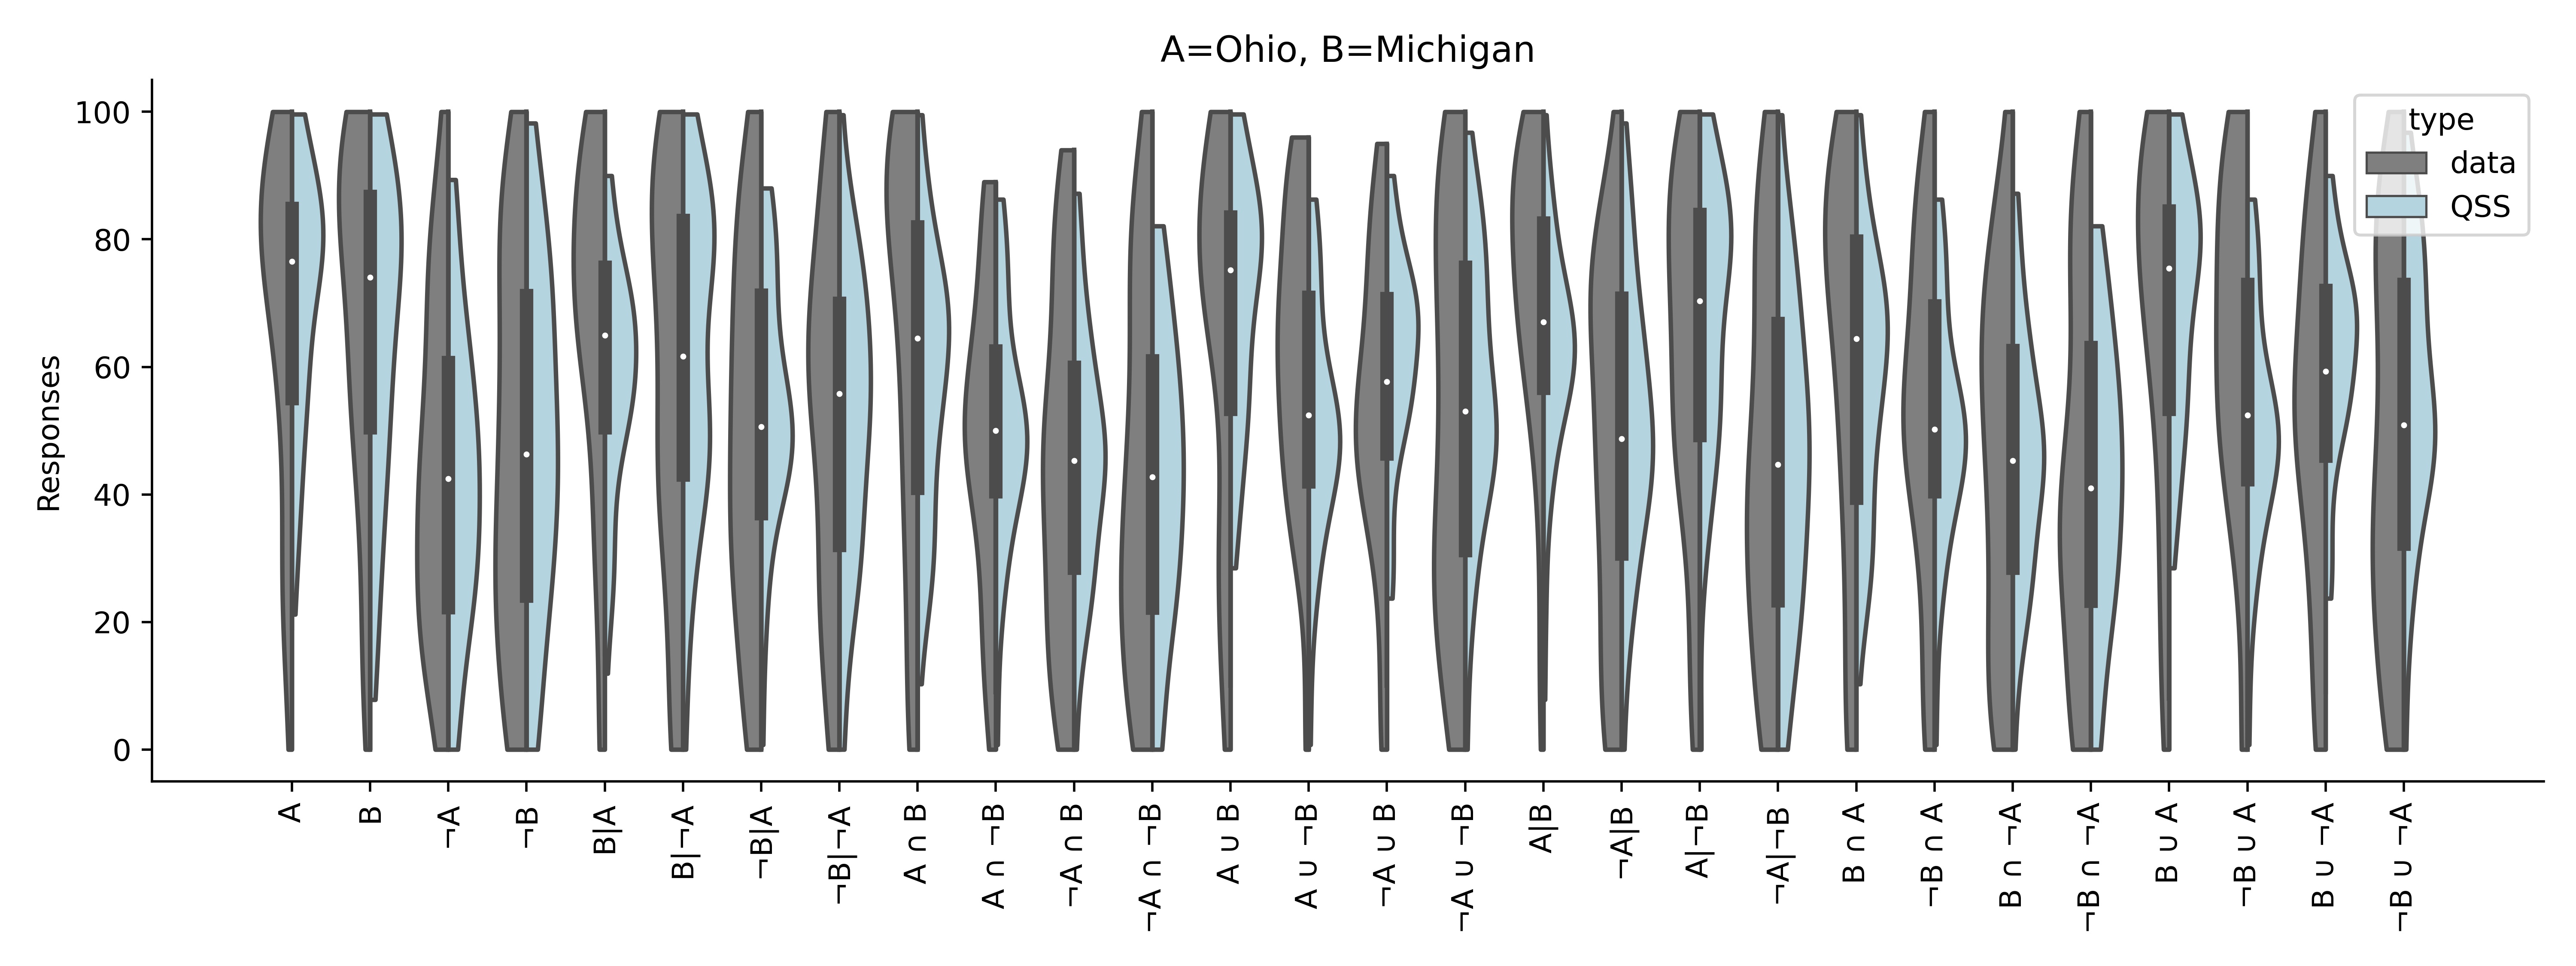 A=Ohio, B=Michigan
100
80
60
40
20
0
Responses
type
data
QSS
A
B
¬A
¬B
B|A
B|¬A
¬B|A
¬B|¬A
A ∩ B
A ∩ ¬B
¬A ∩ B
¬A ∩ ¬B
A ∪ B
A ∪ ¬B
¬A ∪ B
¬A ∪ ¬B
A|B
¬A|B
A|¬B
¬A|¬B
B ∩ A
¬B ∩ A
B ∩ ¬A
¬B ∩ ¬A
B ∪ A
¬B ∪ A
B ∪ ¬A
¬B ∪ ¬A